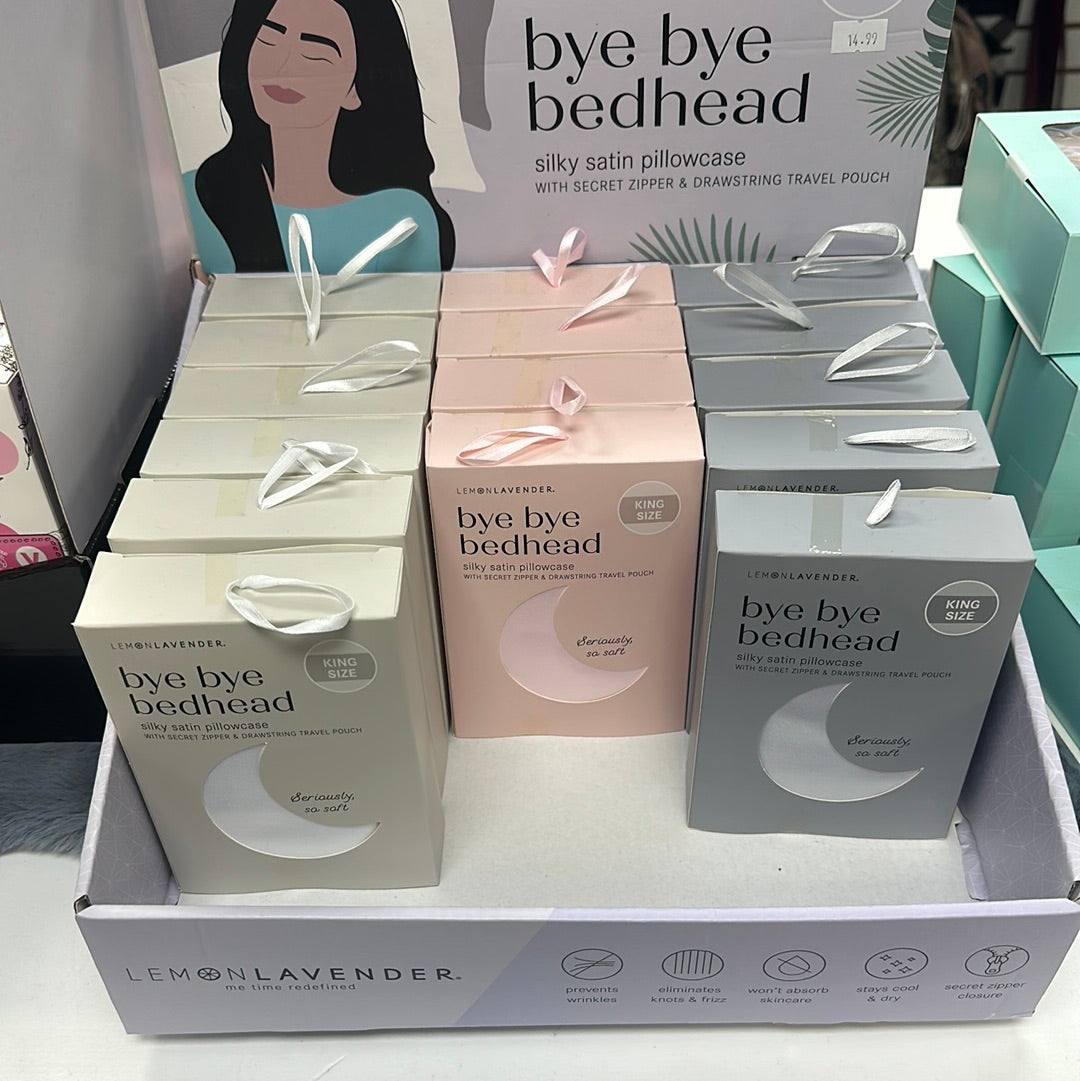 bye bye
bedhead
14.99
silky satin pillowcase
WITH SECRET ZIPPER & DRAWSTRING TRAVEL POUCH
LEMONLAVENDER.
bye bye
bedhead
KING
SIZE
silky satin pillowcase
WITH SECRET ZIPPER & DRAWSTRING TRAVEL POUCH
Seriously,
so soft
LEMONLAVENDER.
LEMONLAVENDER.
bye bye
bedhead
KING
SIZE
silky satin pillowcase
WITH SECRET ZIPPER & DRAWSTRING TRAVEL POUCH
Seriously,
so soft
LEMONLAVENDER.
bye bye
bedhead
KING
SIZE
silky satin pillowcase
WITH SECRET ZIPPER & DRAWSTRING TRAVEL POUCH
Seriously,
so soft
LEMONLAVENDER®
me time redefined
prevents
wrinkles
eliminates
knots & frizz
won't absorb
skincare
stays cool
& dry
secret zipper
closure